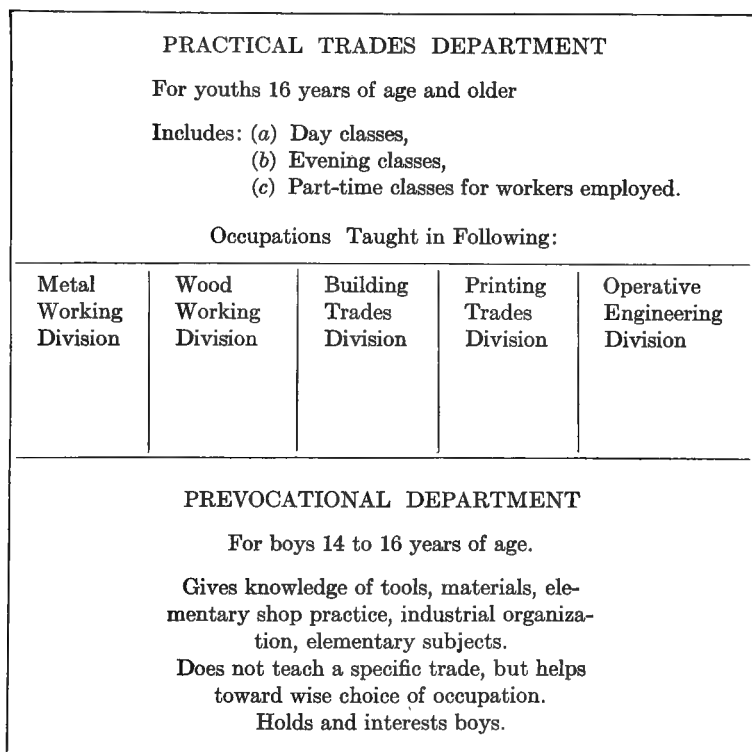 PRACTICAL TRADES DEPARTMENT
For youths 16 years of age and older
Includes: (a) Day classes,
(b) Evening classes,
(c) Part-time classes for workers employed.
Occupations Taught in Following:
Metal Working Division
Wood Working Division
Building Trades Division
Printing Trades Division
Operative Engineering Division
PREVOCATIONAL DEPARTMENT
For boys 14 to 16 years of age.
Gives knowledge of tools, materials, ele-
mentary shop practice, industrial organiza-
tion, elementary subjects.
Does not teach a specific trade, but helps
toward wise choice of occupation.
Holds and interests boys.